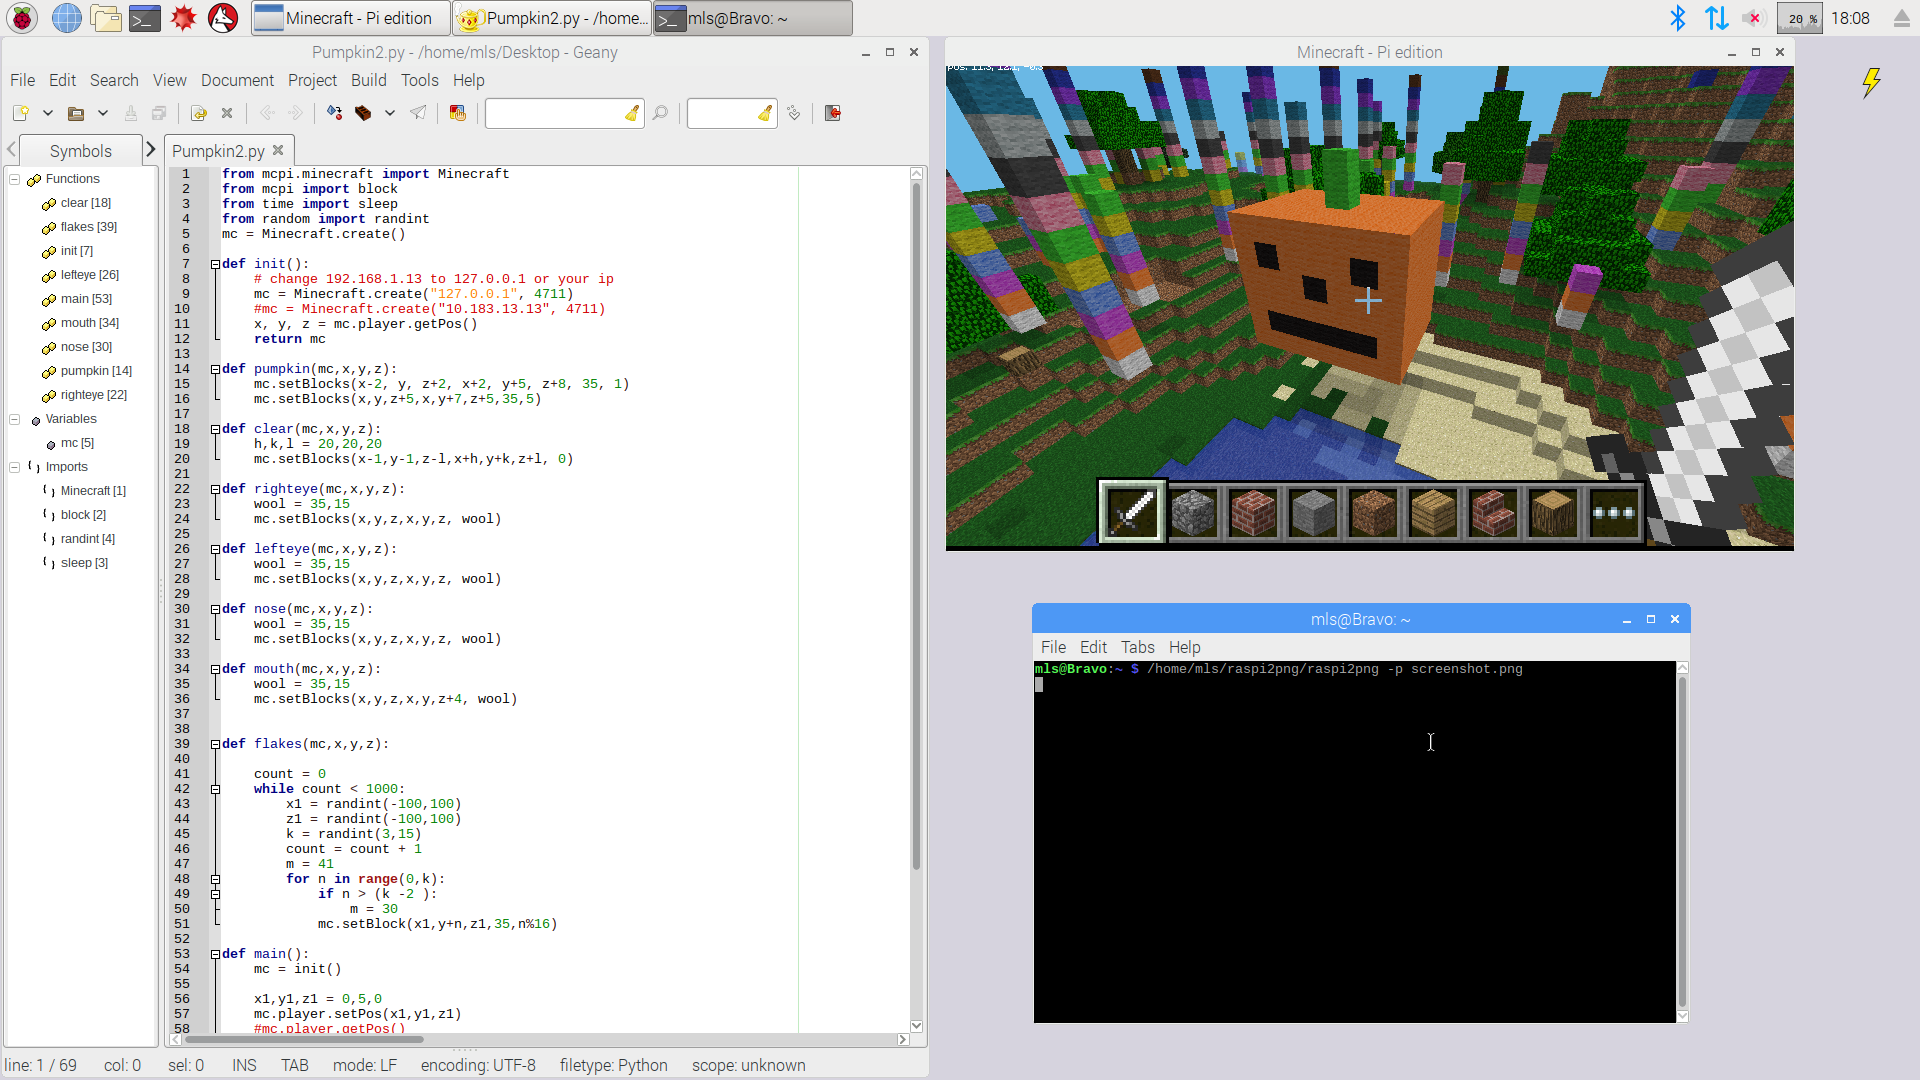 Minecraft - Pi edition
Pumpkin2.py - /home...
mls@Bravo: ~
20 %
18:08
Pumpkin2.py - /home/mls/Desktop - Geany
File Edit Search View Document Project Build Tools Help
Symbols
Pumpkin2.py
Functions
clear [18]
flakes [39]
init [7]
lefteye [26]
main [53]
mouth [34]
nose [30]
pumpkin [14]
righteye [22]
Variables
mc [5]
Imports
Minecraft [1]
block [2]
randint [4]
sleep [3]
1 from mcpi.minecraft import Minecraft
2 from mcpi import block
3 from time import sleep
4 from random import randint
5 mc = Minecraft.create()
6
7 def init():
8 # change 192.168.1.13 to 127.0.0.1 or your ip
9 mc = Minecraft.create("127.0.0.1", 4711)
10 #mc = Minecraft.create("10.183.13.13", 4711)
11 x, y, z = mc.player.getPos()
12 return mc
13
14 def pumpkin(mc,x,y,z):
15 mc.setBlocks(x-2, y, z+2, x+2, y+5, z+8, 35, 1)
16 mc.setBlocks(x,y,z+5,x,y+7,z+5,35,5)
17
18 def clear(mc,x,y,z):
19 h,k,l = 20,20,20
20 mc.setBlocks(x-1,y-1,z-l,x+h,y+k,z+l, 0)
21
22 def righteye(mc,x,y,z):
23 wool = 35,15
24 mc.setBlocks(x,y,z,x,y,z, wool)
25
26 def lefteye(mc,x,y,z):
27 wool = 35,15
28 mc.setBlocks(x,y,z,x,y,z, wool)
29
30 def nose(mc,x,y,z):
31 wool = 35,15
32 mc.setBlocks(x,y,z,x,y,z, wool)
33
34 def mouth(mc,x,y,z):
35 wool = 35,15
36 mc.setBlocks(x,y,z,x,y,z+4, wool)
37
38
39 def flakes(mc,x,y,z):
40
41 count = 0
42 while count < 1000:
43 x1 = randint(-100,100)
44 z1 = randint(-100,100)
45 k = randint(3,15)
46 count = count + 1
47 m = 41
48 for n in range(0,k):
49 if n > (k -2 ):
50 m = 30
51 mc.setBlock(x1,y+n,z1,35,n%16)
52
53 def main():
54 mc = init()
55
56 x1,y1,z1 = 0,5,0
57 mc.player.setPos(x1,y1,z1)
58 #mc.player.getPos()
line: 1 / 69 col: 0 sel: 0 INS TAB mode: LF encoding: UTF-8 filetype: Python scope: unknown
Minecraft - Pi edition
mls@Bravo: ~
File Edit Tabs Help
mls@Bravo:~ $ /home/mls/raspi2png/raspi2png -p screenshot.png